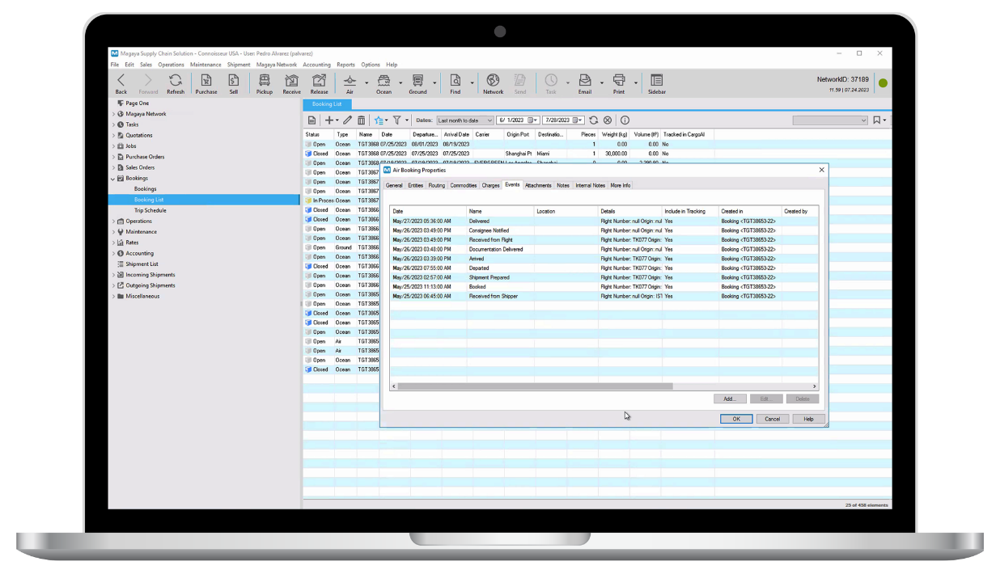 Magaya Supply Chain Solution - Connoisseur USA - User: Pedro Alvarez (palvarez)
File Edit Sales Operations Maintenance Shipment Magaya Network Accounting Reports Options Help
Back Forward Refresh Purchase Sell Pickup Receive Release Air Ocean Ground Find Network Send Task Email Print Sidebar
NetworkID: 37189
11:59 | 07.24.2023
Page One
Magaya Network
Tasks
Quotations
Jobs
Purchase Orders
Sales Orders
Bookings
Bookings
Booking List
Trip Schedule
Operations
Maintenance
Rates
Accounting
Shipment List
Incoming Shipments
Outgoing Shipments
Miscellaneous
Booking List
Dates: Last month to date 6/ 1/2023 7/28/2023
Status Type Name Date Departue... Arrival Date Carrier Origin Port Destinatio... Pieces Weight (kg) Volume (ft³) Tracked in CargoAI
Open Ocean TGT3868 07/25/2023 08/01/2023 08/19/2023 1 0.00 0.00 No
Closed Ocean TGT3868 07/25/2023 07/25/2023 07/25/2023 Shanghai Pt Miami 1 30,000.00 0.00 No
Open Ocean TGT3868
Open Ocean TGT3867
Open Ocean TGT3867
Open Ocean TGT3867
In Proces Ocean TGT3867
Closed Ocean TGT3866
Closed Ocean TGT3866
Open Ocean TGT3866
Open Ocean TGT3866
Open Ground TGT3866
Open Ocean TGT3866
Closed Ocean TGT3866
Open Ocean TGT3866
Open Ocean TGT3866
Open Ocean TGT3865
Open Ocean TGT3865
Closed Ocean TGT3865
Closed Ocean TGT3865
Open Ocean TGT3865
Open Air TGT3865
Open Air TGT3865
Open Ocean TGT3865
Closed Ocean TGT3865
Air Booking Properties
General Entities Routing Commodities Charges Events Attachments Notes Internal Notes More Info
Date Name Location Details Include in Tracking Created in Created by
May/27/2023 05:36:00 AM Delivered Flight Number: null Origin: nul Yes Booking <TGT38653-22>
May/26/2023 03:49:00 PM Consignee Notified Flight Number: null Origin: nul Yes Booking <TGT38653-22>
May/26/2023 03:49:00 PM Received from Flight Flight Number: TK077 Origin: Yes Booking <TGT38653-22>
May/26/2023 03:48:00 PM Documentation Delivered Flight Number: null Origin: nul Yes Booking <TGT38653-22>
May/26/2023 03:39:00 PM Arrived Flight Number: TK077 Origin: Yes Booking <TGT38653-22>
May/26/2023 07:55:00 AM Departed Flight Number: TK077 Origin: Yes Booking <TGT38653-22>
May/26/2023 02:57:00 AM Shipment Prepared Flight Number: TK077 Origin: Yes Booking <TGT38653-22>
May/25/2023 11:13:00 AM Booked Flight Number: TK077 Origin: Yes Booking <TGT38653-22>
May/25/2023 06:45:00 AM Received from Shipper Flight Number: null Origin: IST Yes Booking <TGT38653-22>
Add... Edit... Delete
OK Cancel Help
25 of 458 elements